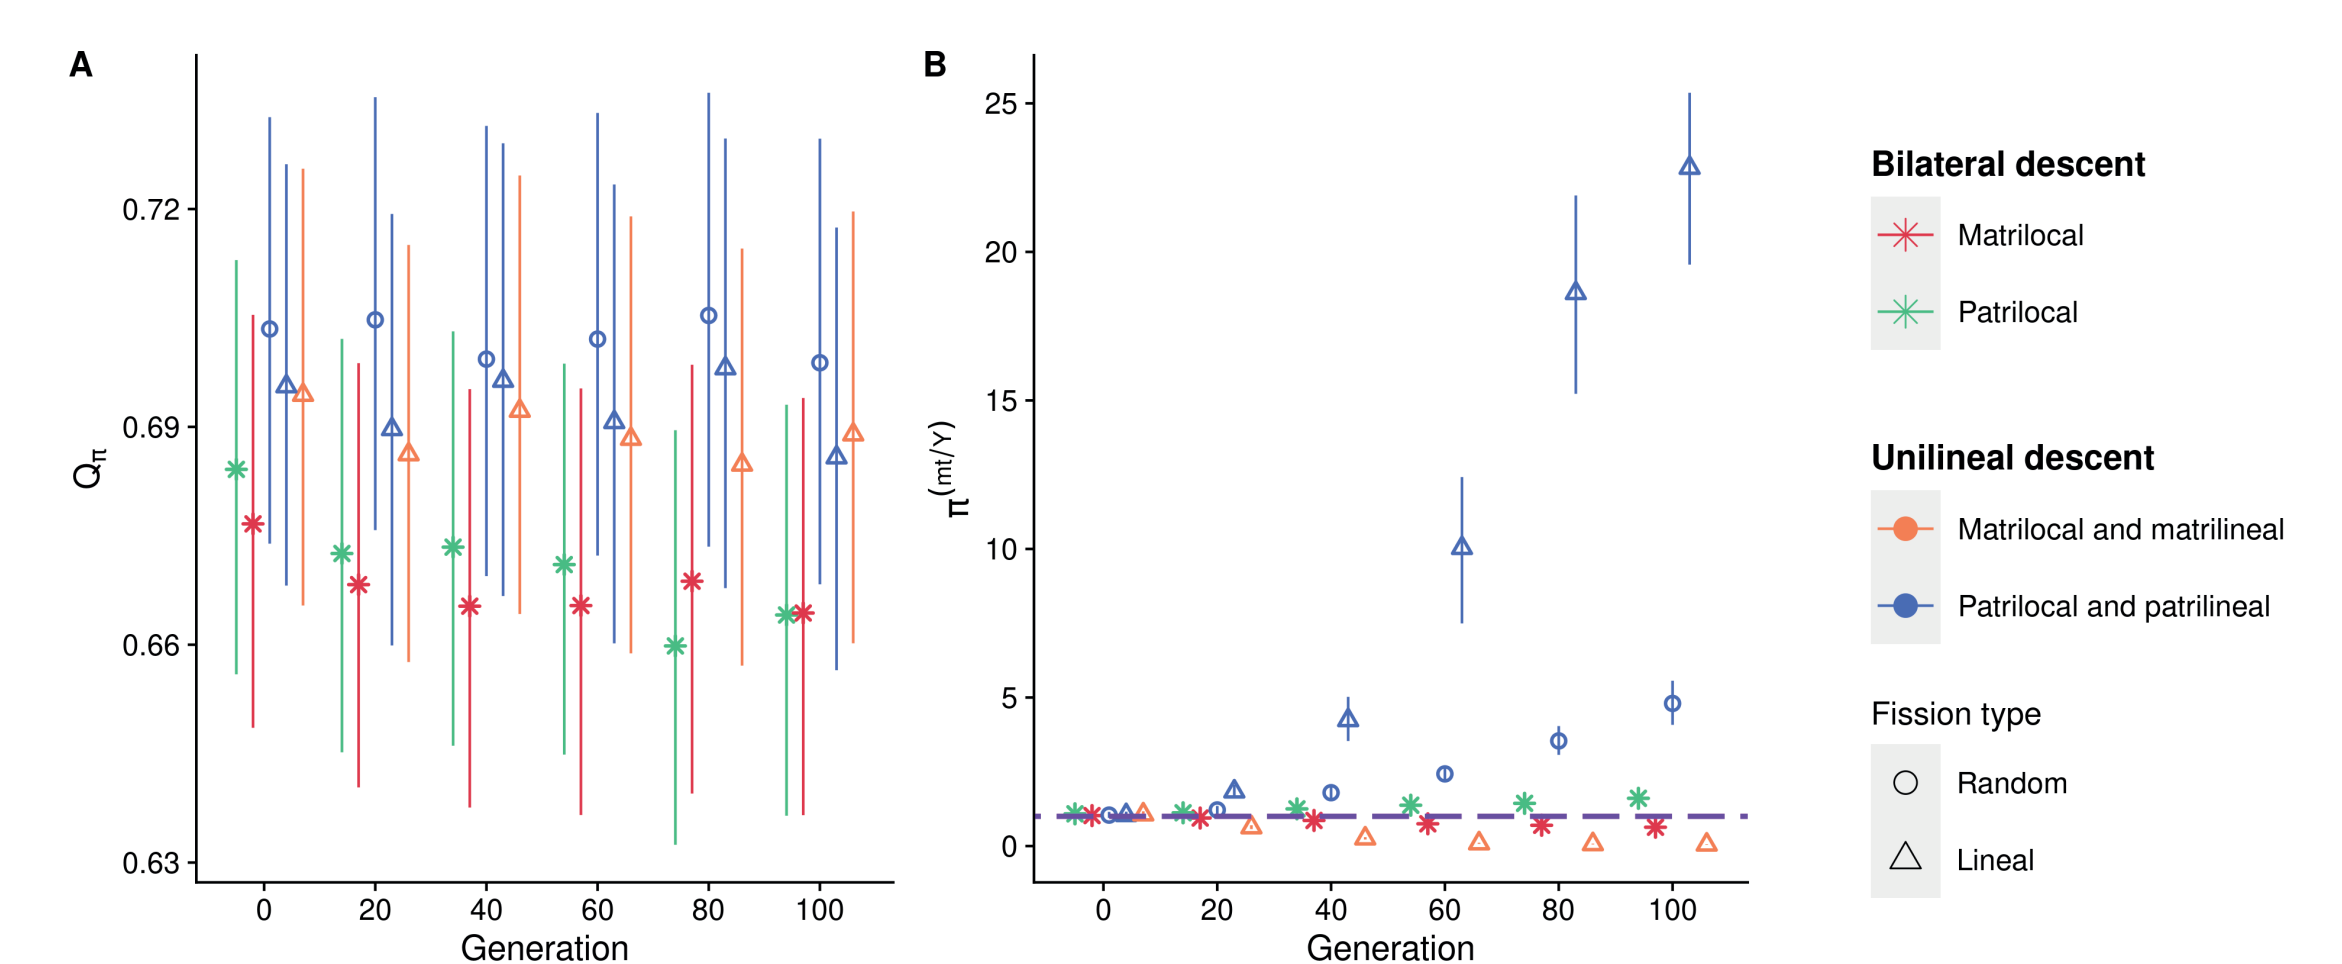 A
Qπ
0.72
0.69
0.66
0.63
0
20
40
60
80
100
Generation
B
π(mt/Y)
25
20
15
10
5
0
0
20
40
60
80
100
Generation
Bilateral descent
Matrilocal
Patrilocal
Unilineal descent
Matrilocal and matrilineal
Patrilocal and patrilineal
Fission type
Random
Lineal